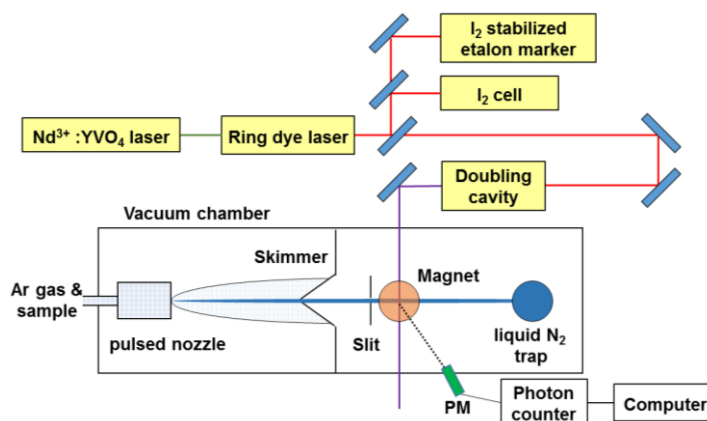 I₂ stabilized
etalon marker
I₂ cell
Nd³⁺ :YVO₄ laser
Ring dye laser
Doubling
cavity
Vacuum chamber
Skimmer
Magnet
Ar gas &
sample
pulsed nozzle
Slit
liquid N₂
trap
PM
Photon
counter
Computer